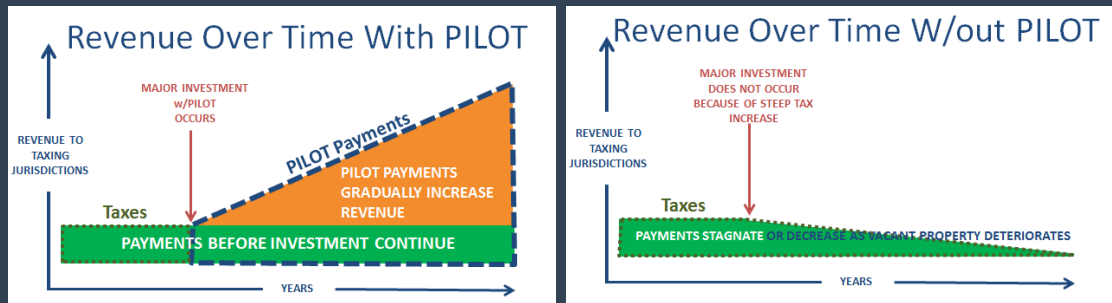 Revenue Over Time With PILOT
MAJOR INVESTMENT
w/PILOT
OCCURS
REVENUE TO
TAXING
JURISDICTIONS
PILOT Payments
PILOT PAYMENTS
GRADUALLY INCREASE
REVENUE
Taxes
PAYMENTS BEFORE INVESTMENT CONTINUE
YEARS
Revenue Over Time W/out PILOT
MAJOR INVESTMENT
DOES NOT OCCUR
BECAUSE OF STEEP TAX
INCREASE
REVENUE TO
TAXING
JURISDICTIONS
Taxes
PAYMENTS STAGNATE OR DECREASE AS VACANT PROPERTY DETERIORATES
YEARS